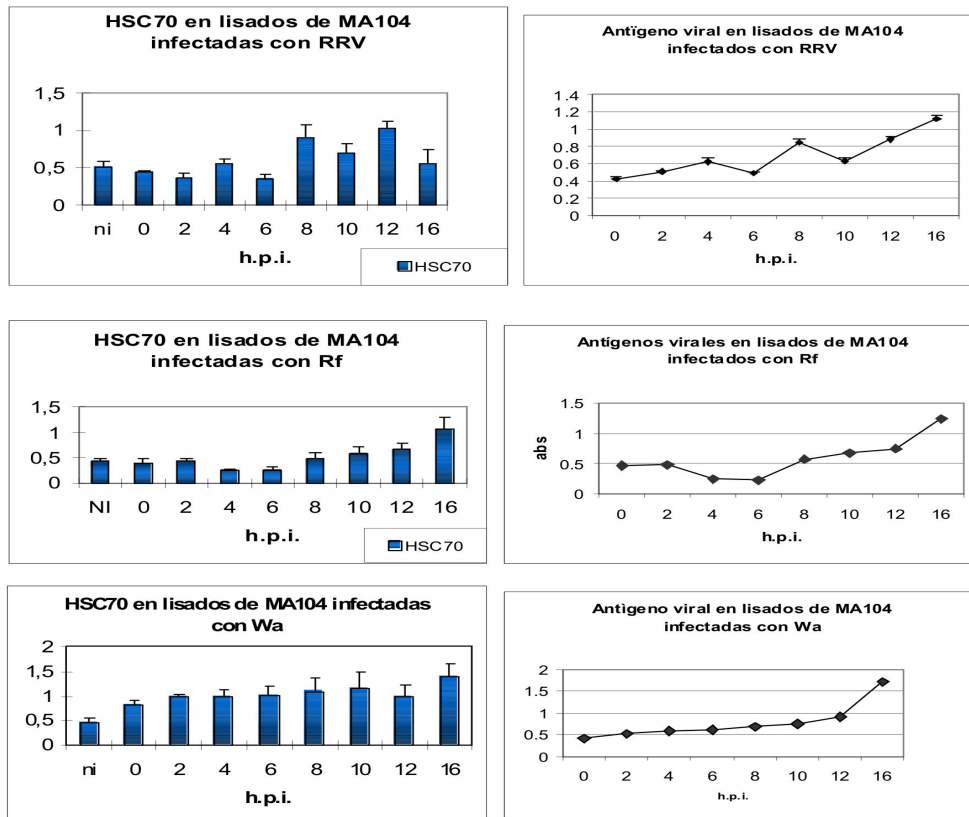 HSC70 en lisados de MA104
infectadas con RRV
1,5
1
0,5
0
ni 0 2 4 6 8 10 12 16
h.p.i.
HSC70
Antïgeno viral en lisados de MA104
infectados con RRV
1.4
1.2
1
0.8
0.6
0.4
0.2
0
0 2 4 6 8 10 12 16
h.p.i.
HSC70 en lisados de MA104
infectadas con Rf
1,5
1
0,5
0
NI 0 2 4 6 8 10 12 16
h.p.i.
HSC70
Antígenos virales en lisados de MA104
infectados con Rf
abs
1.5
1
0.5
0
0 2 4 6 8 10 12 16
h.p.i.
HSC70 en lisados de MA104 infectadas
con Wa
2
1,5
1
0,5
0
ni 0 2 4 6 8 10 12 16
h.p.i.
Antìgeno viral en lisados de MA104
infectadas con Wa
2
1.5
1
0.5
0
0 2 4 6 8 10 12 16
h.p.i.